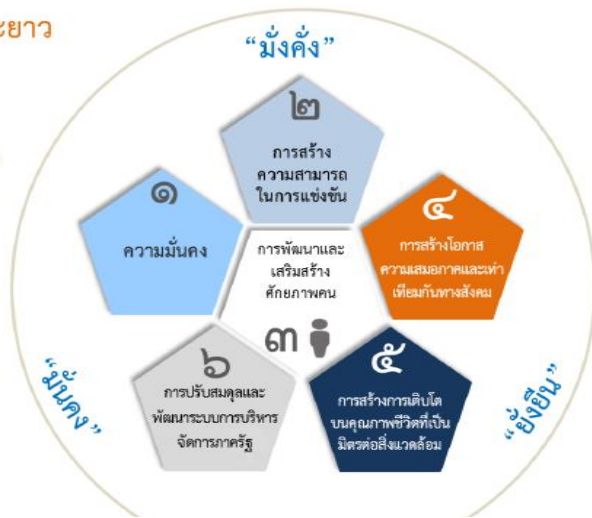 ะยาว
“มั่งคั่ง”
๒
การสร้าง
ความสามารถ
ในการแข่งขัน
๑
ความมั่นคง
๔
การสร้างโอกาส
ความเสมอภาคและเท่า
เทียมกันทางสังคม
การพัฒนาและ
เสริมสร้าง
ศักยภาพคน
๓
๖
การปรับสมดุลและ
พัฒนาระบบการบริหาร
จัดการภาครัฐ
๕
การสร้างการเติบโต
บนคุณภาพชีวิตที่เป็น
มิตรต่อสิ่งแวดล้อม
“มั่นคง”
“ยั่งยืน”